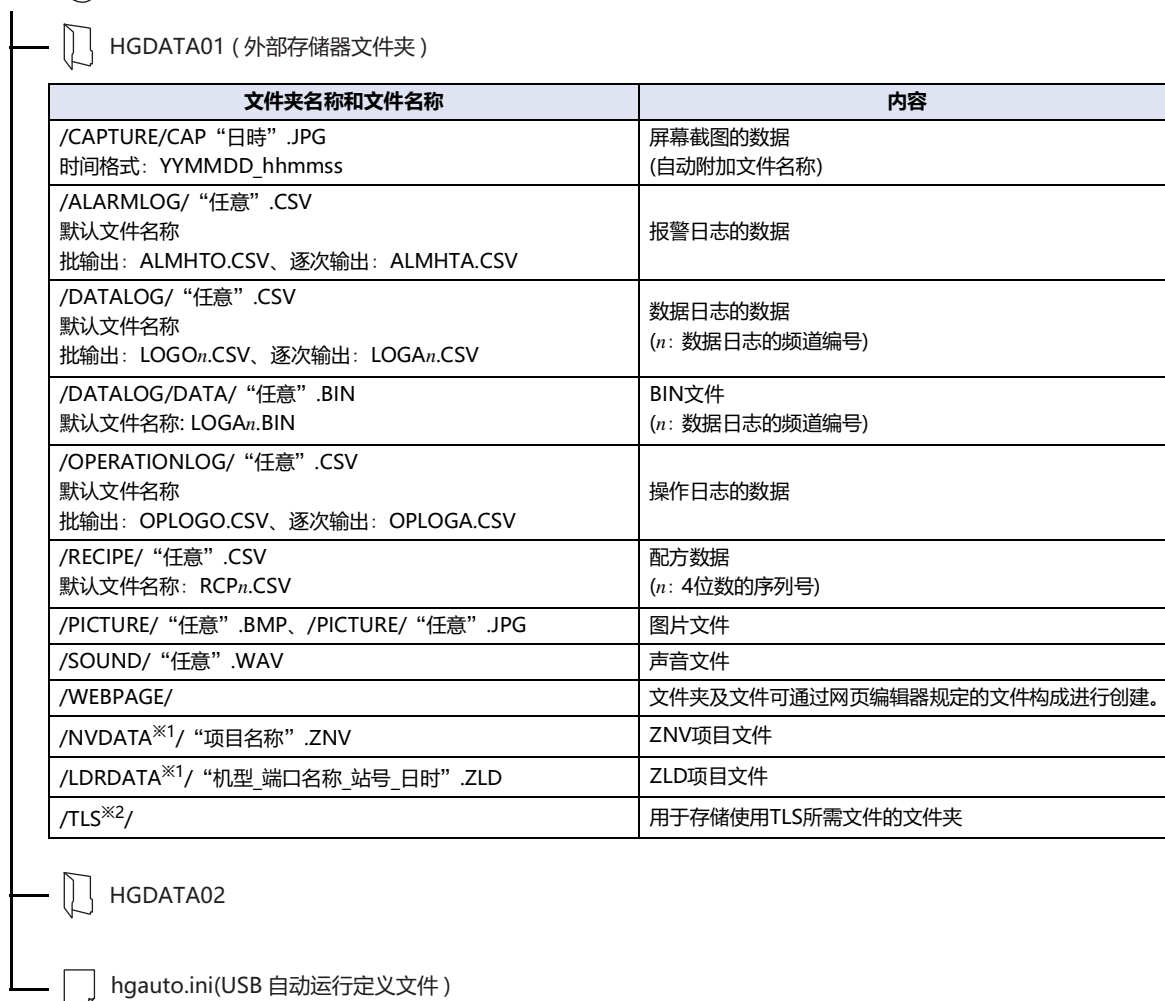 HGDATA01 ( 外部存储器文件夹 )
文件夹名称和文件名称
内容
/CAPTURE/CAP“日時”.JPG
时间格式：YYMMDD_hhmmss
屏幕截图的数据
(自动附加文件名称)
/ALARMLOG/“任意”.CSV
默认文件名称
批输出：ALMHTO.CSV、逐次输出：ALMHTA.CSV
报警日志的数据
/DATALOG/“任意”.CSV
默认文件名称
批输出：LOGOn.CSV、逐次输出：LOGAn.CSV
数据日志的数据
(n：数据日志的频道编号)
/DATALOG/DATA/“任意”.BIN
默认文件名称: LOGAn.BIN
BIN文件
(n：数据日志的频道编号)
/OPERATIONLOG/“任意”.CSV
默认文件名称
批输出：OPLOGO.CSV、逐次输出：OPLOGA.CSV
操作日志的数据
/RECIPE/“任意”.CSV
默认文件名称：RCPn.CSV
配方数据
(n：4位数的序列号)
/PICTURE/“任意”.BMP、/PICTURE/“任意”.JPG
图片文件
/SOUND/“任意”.WAV
声音文件
/WEBPAGE/
文件夹及文件可通过网页编辑器规定的文件构成进行创建。
/NVDATA※1/“项目名称”.ZNV
ZNV项目文件
/LDRDATA※1/“机型_端口名称_站号_日时”.ZLD
ZLD项目文件
/TLS※2/
用于存储使用TLS所需文件的文件夹
HGDATA02
hgauto.ini(USB 自动运行定义文件 )